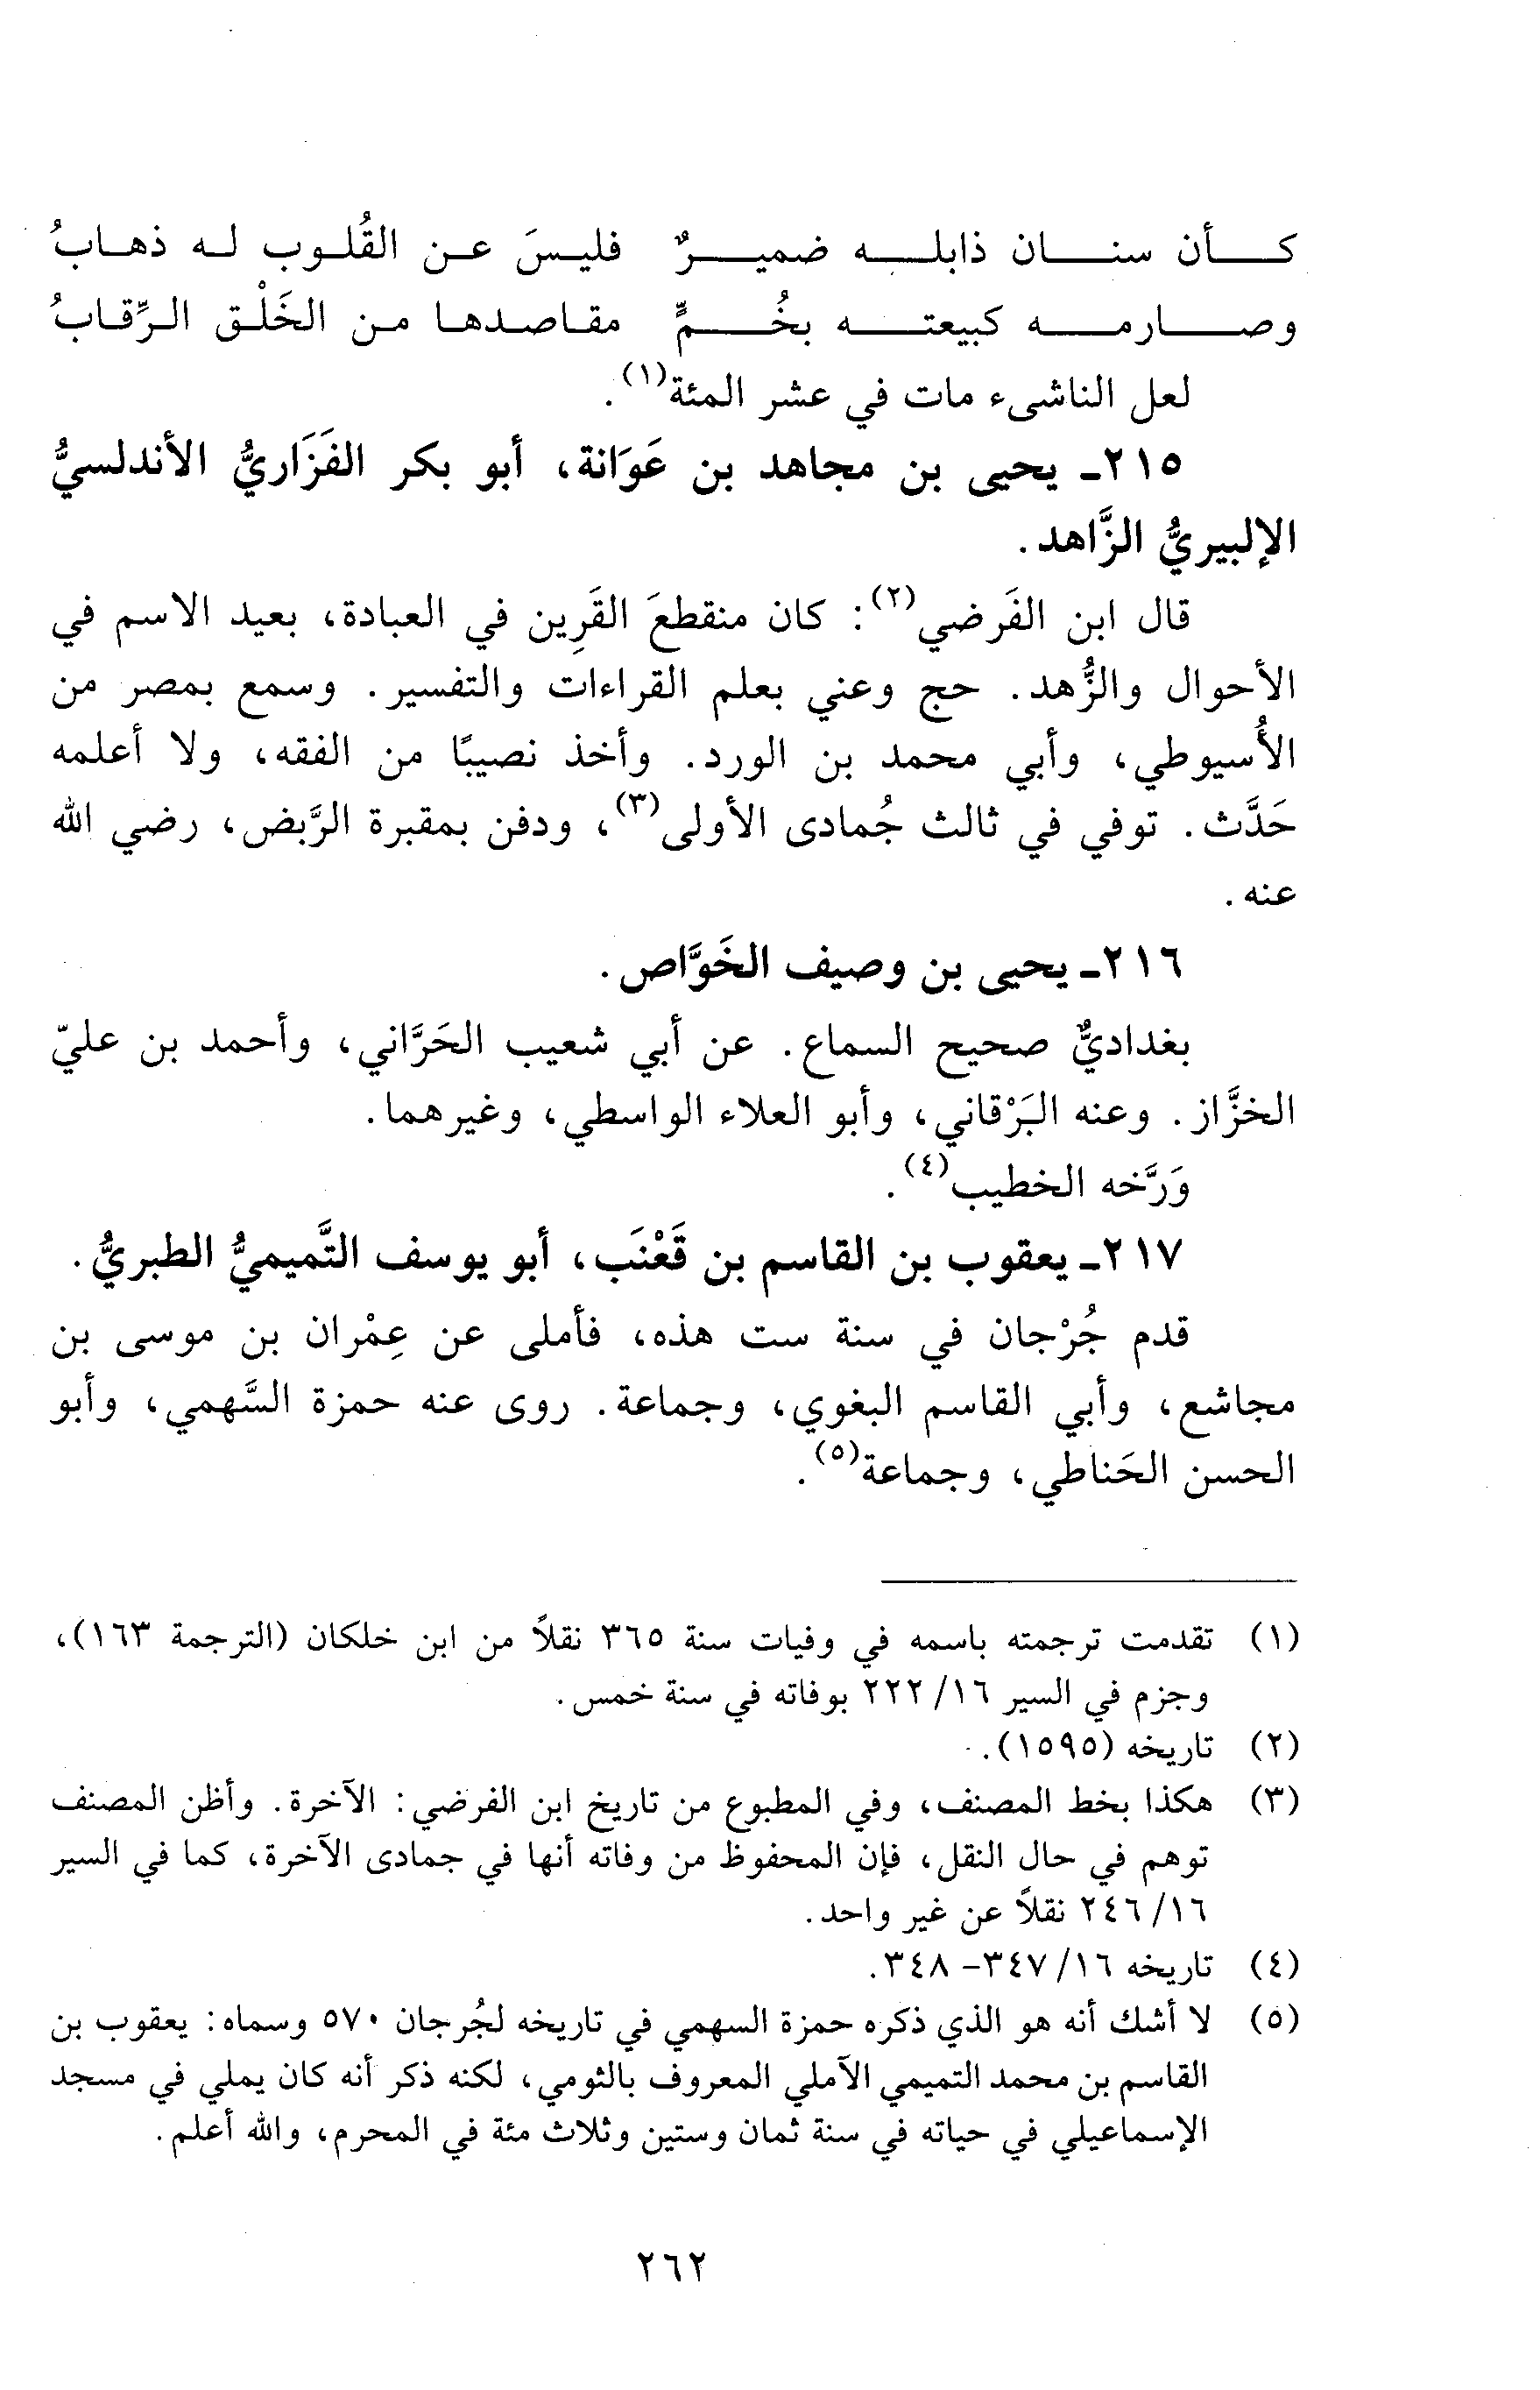 كأن سنان ذابله ضميرٌ فليسَ عن القُلوب له ذهابُ
وصارمه كبيعته بخُمٍّ مقاصدها من الخَلْق الرِّقابُ
لعل الناشىء مات في عشر المئة(١).
٢١٥ـ يحيى بن مجاهد بن عَوَانة، أبو بكر الفَزَاريُّ الأندلسيُّ
الإلبيريُّ الزَّاهد.
قال ابن الفَرَضي(٢): كان منقطعَ القَرِين في العبادة، بعيد الاسم في
الأحوال والزُّهد. حج وعني بعلم القراءات والتفسير. وسمع بمصر من
الأُسيوطي، وأبي محمد بن الورد. وأخذ نصيبًا من الفقه، ولا أعلمه
حَدَّث. توفي في ثالث جُمادى الأولى(٣)، ودفن بمقبرة الرَّبض، رضي الله
عنه.
٢١٦ـ يحيى بن وصيف الخَوَّاص.
بغداديٌّ صحيح السماع. عن أبي شعيب الحَرَّاني، وأحمد بن عليّ
الخزَّاز. وعنه البَرْقاني، وأبو العلاء الواسطي، وغيرهما.
وَرَّخه الخطيب(٤).
٢١٧ـ يعقوب بن القاسم بن قَعْنَب، أبو يوسف التَّميميُّ الطبريُّ.
قدم جُرْجان في سنة ست هذه، فأملى عن عِمْران بن موسى بن
مجاشع، وأبي القاسم البغوي، وجماعة. روى عنه حمزة السَّهمي، وأبو
الحسن الحَناطي، وجماعة(٥).
(١) تقدمت ترجمته باسمه في وفيات سنة ٣٦٥ نقلاً من ابن خلكان (الترجمة ١٦٣)،
وجزم في السير ١٦/ ٢٢٢ بوفاته في سنة خمس.
(٢) تاريخه (١٥٩٥).
(٣) هكذا بخط المصنف، وفي المطبوع من تاريخ ابن الفرضي: الآخرة. وأظن المصنف
توهم في حال النقل، فإن المحفوظ من وفاته أنها في جمادى الآخرة، كما في السير
١٦/ ٢٤٦ نقلاً عن غير واحد.
(٤) تاريخه ١٦/ ٣٤٧- ٣٤٨.
(٥) لا أشك أنه هو الذي ذكره حمزة السهمي في تاريخه لجُرجان ٥٧٠ وسماه: يعقوب بن
القاسم بن محمد التميمي الآملي المعروف بالثومي، لكنه ذكر أنه كان يملي في مسجد
الإسماعيلي في حياته في سنة ثمان وستين وثلاث مئة في المحرم، والله أعلم.
٢٦٢